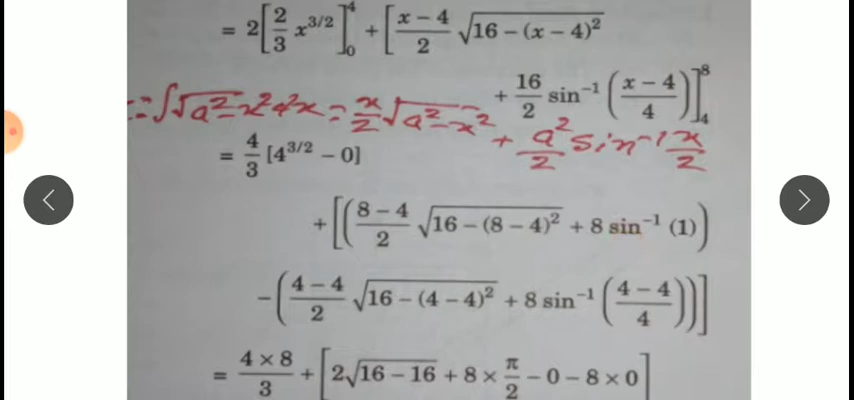 = 2[2/3 x^{3/2}]_0^4 + [x − 4/2 √16 − (x − 4)²
+ 16/2 sin⁻¹ (x − 4/4)]_4^8
∵ ∫√a²−x² dx = x/2 √a²−x² + a²/2 sin⁻¹ x/2
= 4/3 [4^{3/2} − 0]
+ [(8 − 4/2 √16 − (8 − 4)² + 8 sin⁻¹ (1))
− (4 − 4/2 √16 − (4 − 4)² + 8 sin⁻¹ (4 − 4/4))]
= 4 × 8/3 + [2√16 − 16 + 8 × π/2 − 0 − 8 × 0]